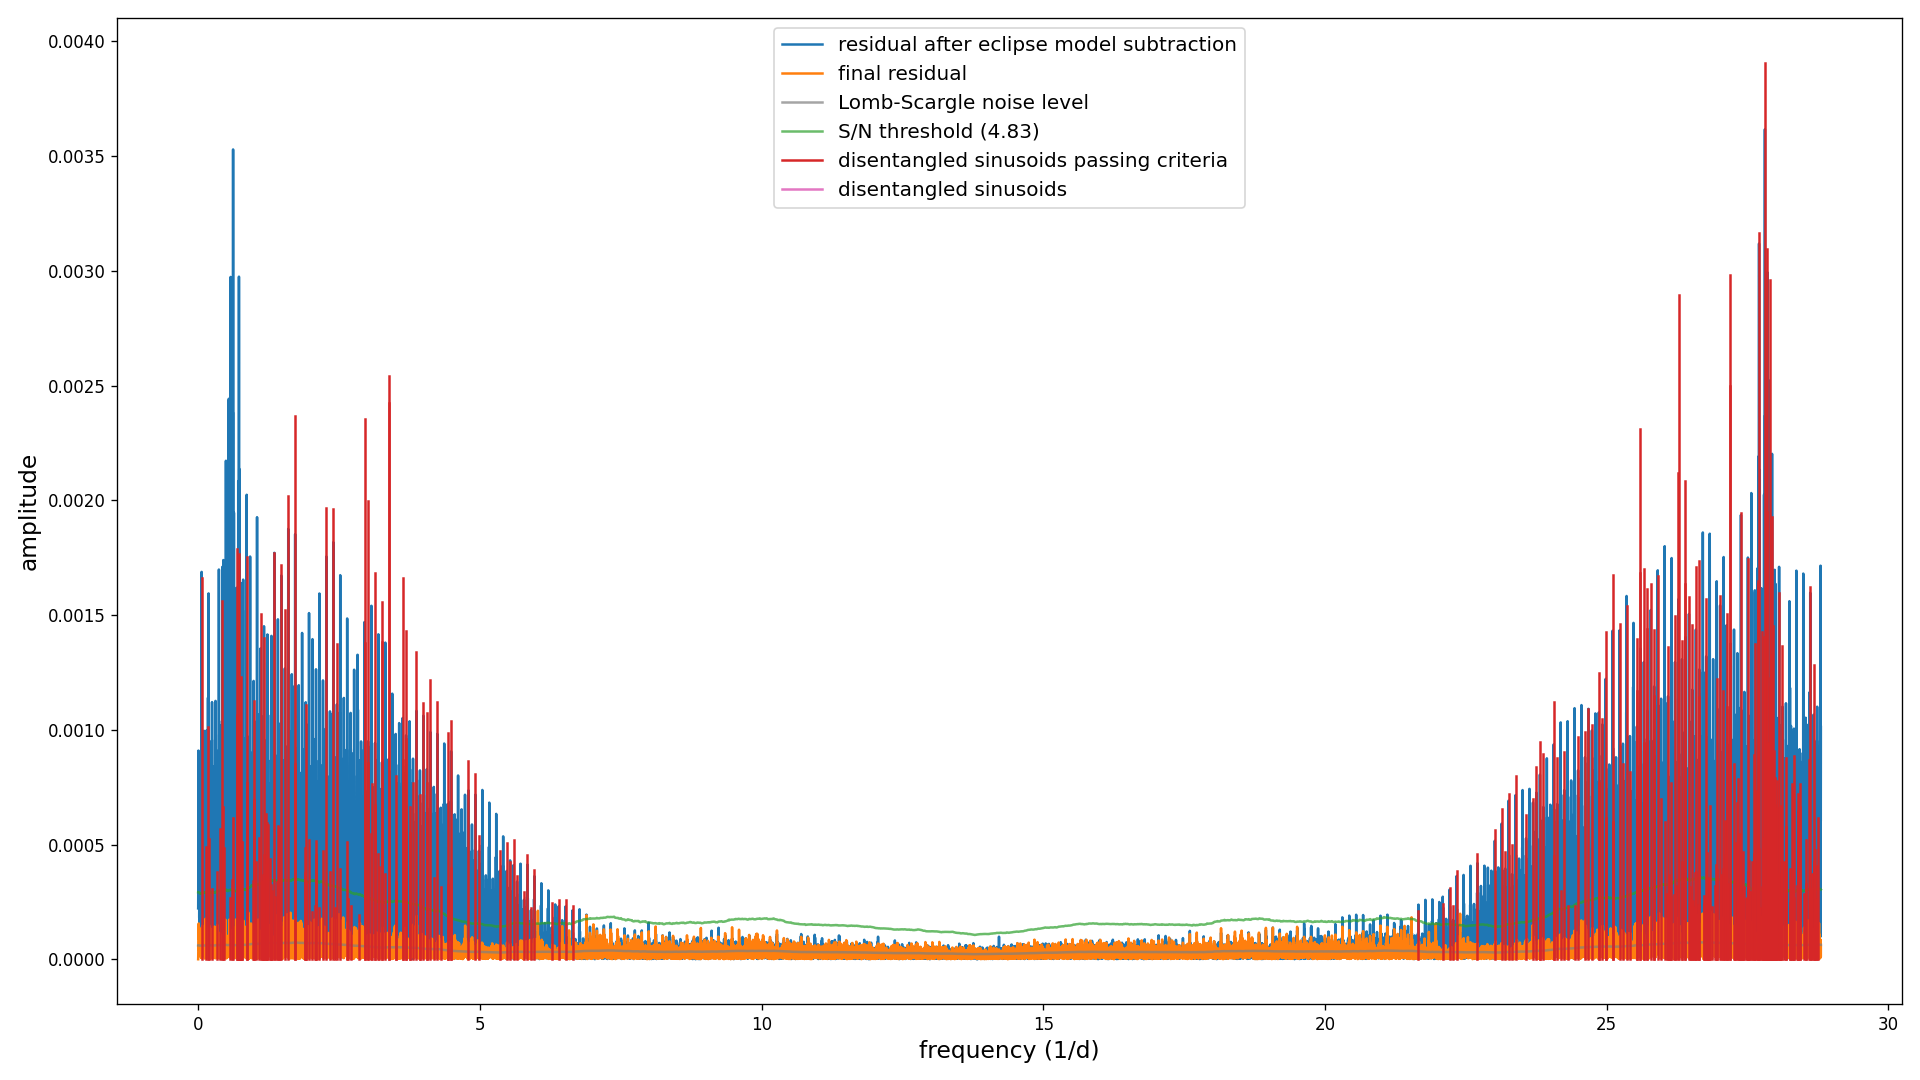 0.0040
0.0035
0.0030
0.0025
0.0020
0.0015
0.0010
0.0005
0.0000
amplitude
residual after eclipse model subtraction
final residual
Lomb-Scargle noise level
S/N threshold (4.83)
disentangled sinusoids passing criteria
disentangled sinusoids
0 5 10 15 20 25 30
frequency (1/d)